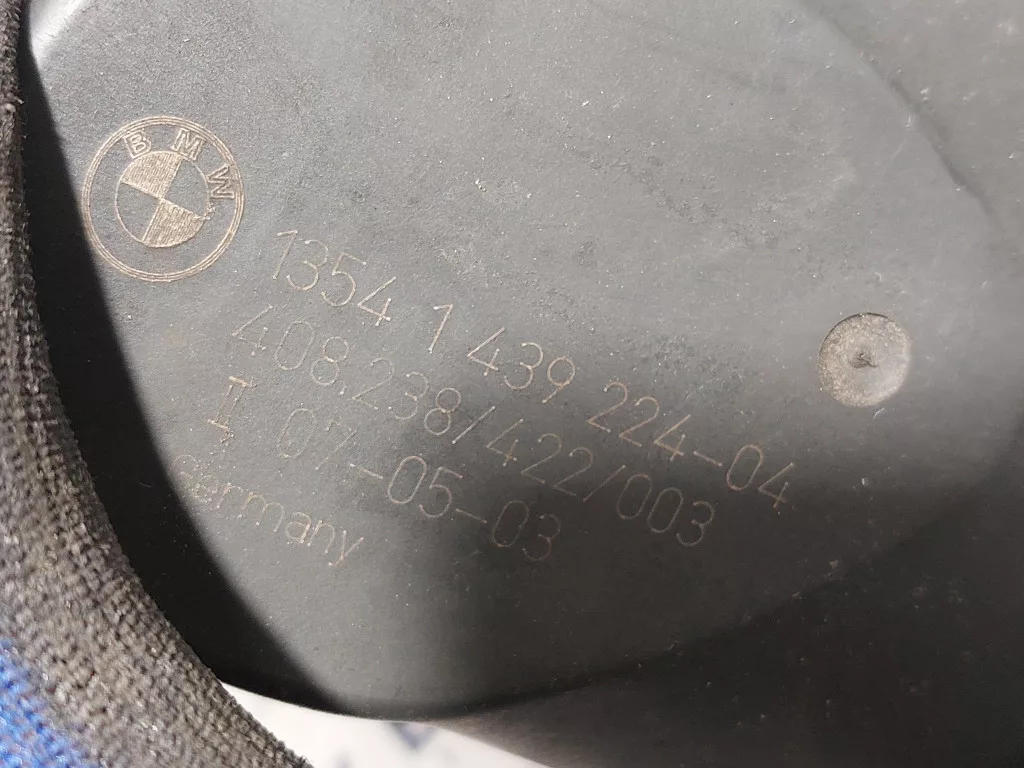 BMW
1354 1 439 224-04
408.238/422/003
I 07-05-03
Germany